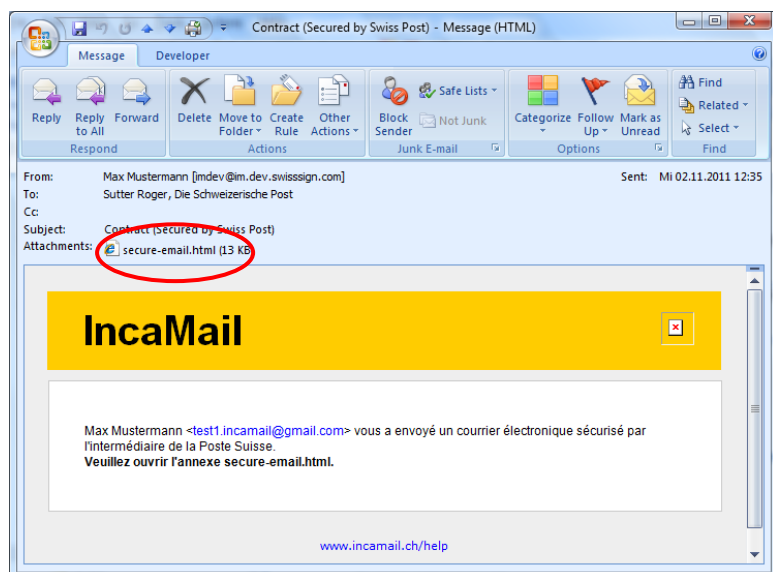 Contract (Secured by Swiss Post) - Message (HTML)
Message Developer
Reply Reply to All Forward Delete Move to Folder Create Rule Other Actions Block Sender Safe Lists Not Junk Categorize Follow Up Mark as Unread Find Related Select
Respond Actions Junk E-mail Options Find
From: Max Mustermann [imdev@im.dev.swisssign.com] Sent: Mi 02.11.2011 12:35
To: Sutter Roger, Die Schweizerische Post
Cc:
Subject: Contract (Secured by Swiss Post)
Attachments: secure-email.html (13 KB)
IncaMail
Max Mustermann <test1.incamail@gmail.com> vous a envoyé un courrier électronique sécurisé par
l'intermédiaire de la Poste Suisse.
Veuillez ouvrir l'annexe secure-email.html.
www.incamail.ch/help